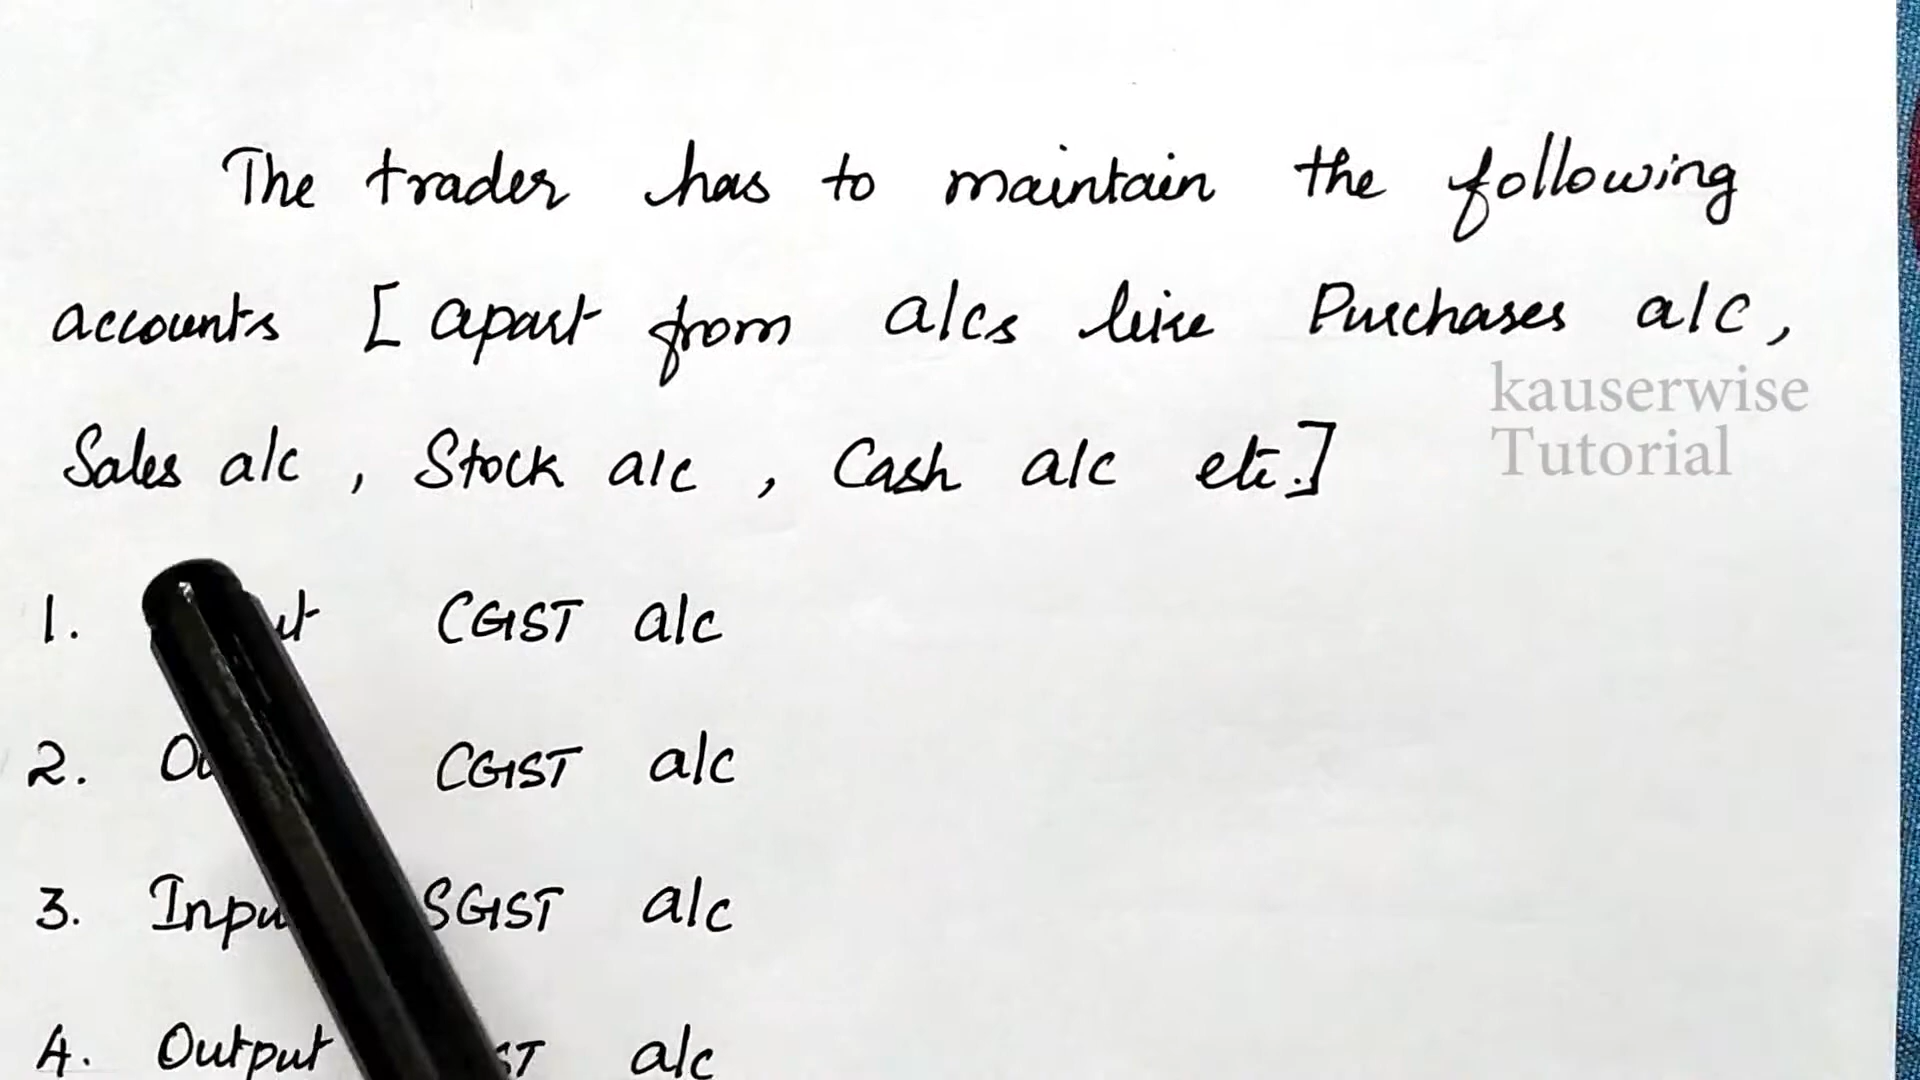 The trader has to maintain the following
accounts [ apart from a/cs like Purchases a/c,
kauserwise
Tutorial
Sales a/c , Stock a/c , Cash a/c etc.]
1. CGST a/c
2. CGST a/c
3. SGST a/c
4. Output a/c